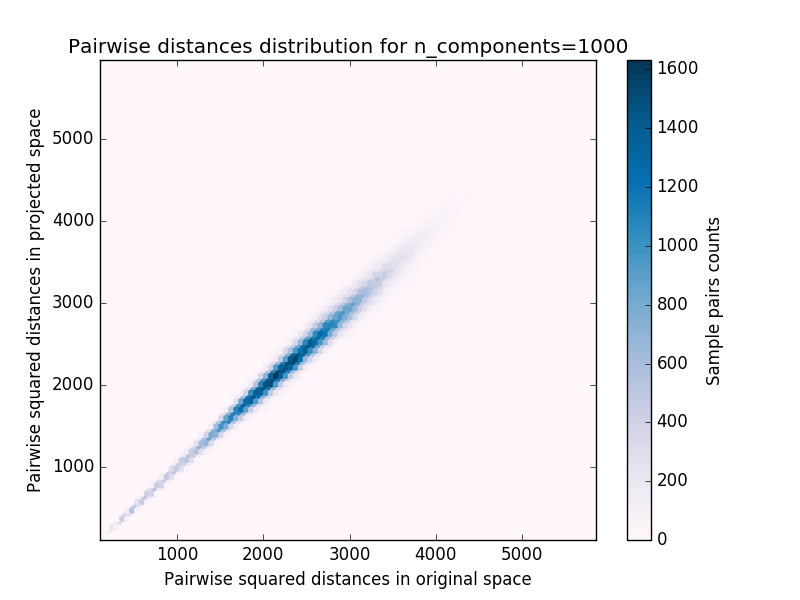 Pairwise distances distribution for n_components=1000
Pairwise squared distances in projected space
5000
4000
3000
2000
1000
1000 2000 3000 4000 5000
Pairwise squared distances in original space
1600
1400
1200
1000
800
600
400
200
0
Sample pairs counts